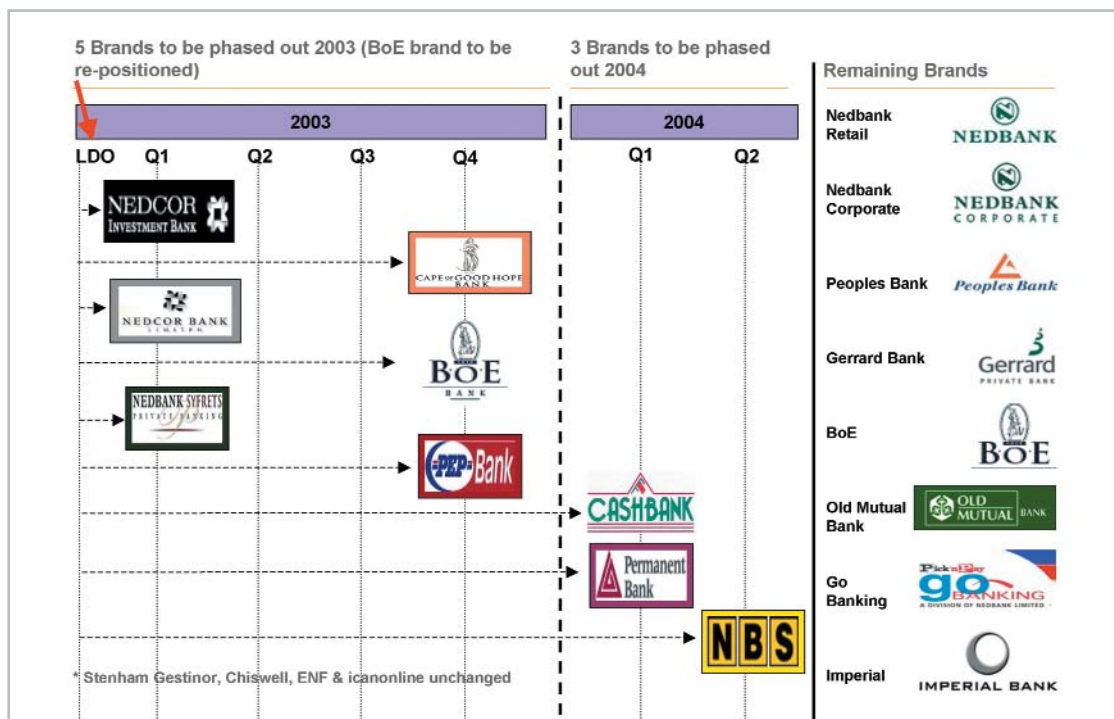 5 Brands to be phased out 2003 (BoE brand to be
re-positioned)
3 Brands to be phased
out 2004
Remaining Brands
2003
2004
LDO
Q1
Q2
Q3
Q4
Q1
Q2
NEDCOR
INVESTMENT BANK
CAPE OF GOOD HOPE
BANK
NEDCOR BANK
LIMITED
BOE
BANK
NEDBANK SYFRETS
PRIVATE BANKING
PEP Bank
CASHBANK
Permanent
Bank
NBS
* Stenham Gestinor, Chiswell, ENF & icanonline unchanged
Nedbank
Retail
NEDBANK
Nedbank
Corporate
NEDBANK
CORPORATE
Peoples Bank
Peoples Bank
Gerrard Bank
Gerrard
PRIVATE BANK
BoE
BOE
Old Mutual
Bank
OLD
MUTUAL BANK
Go
Banking
Pick'n Pay
go
BANKING
A DIVISION OF NEDBANK LIMITED
Imperial
IMPERIAL BANK